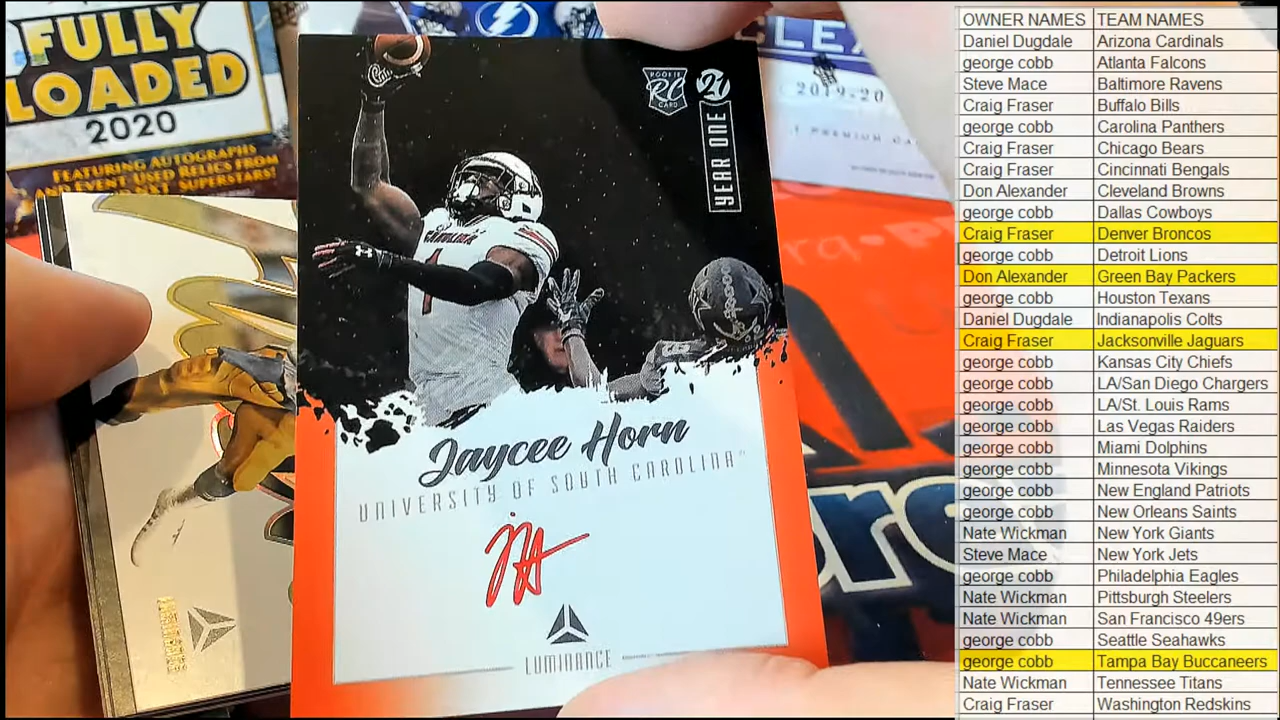 FULLY
LOADED
2020
FEATURING AUTOGRAPHS
CLEA
2019-20
ROOKIE
RC
CARD
21
YEAR ONE
CAROLINA
1
Jaycee Horn
UNIVERSITY OF SOUTH CAROLINA
JH
LUMINANCE
OWNER NAMES TEAM NAMES
Daniel Dugdale Arizona Cardinals
george cobb Atlanta Falcons
Steve Mace Baltimore Ravens
Craig Fraser Buffalo Bills
george cobb Carolina Panthers
Craig Fraser Chicago Bears
Craig Fraser Cincinnati Bengals
Don Alexander Cleveland Browns
george cobb Dallas Cowboys
Craig Fraser Denver Broncos
george cobb Detroit Lions
Don Alexander Green Bay Packers
george cobb Houston Texans
Daniel Dugdale Indianapolis Colts
Craig Fraser Jacksonville Jaguars
george cobb Kansas City Chiefs
george cobb LA/San Diego Chargers
george cobb LA/St. Louis Rams
george cobb Las Vegas Raiders
george cobb Miami Dolphins
george cobb Minnesota Vikings
george cobb New England Patriots
george cobb New Orleans Saints
Nate Wickman New York Giants
Steve Mace New York Jets
george cobb Philadelphia Eagles
Nate Wickman Pittsburgh Steelers
Nate Wickman San Francisco 49ers
george cobb Seattle Seahawks
george cobb Tampa Bay Buccaneers
Nate Wickman Tennessee Titans
Craig Fraser Washington Redskins